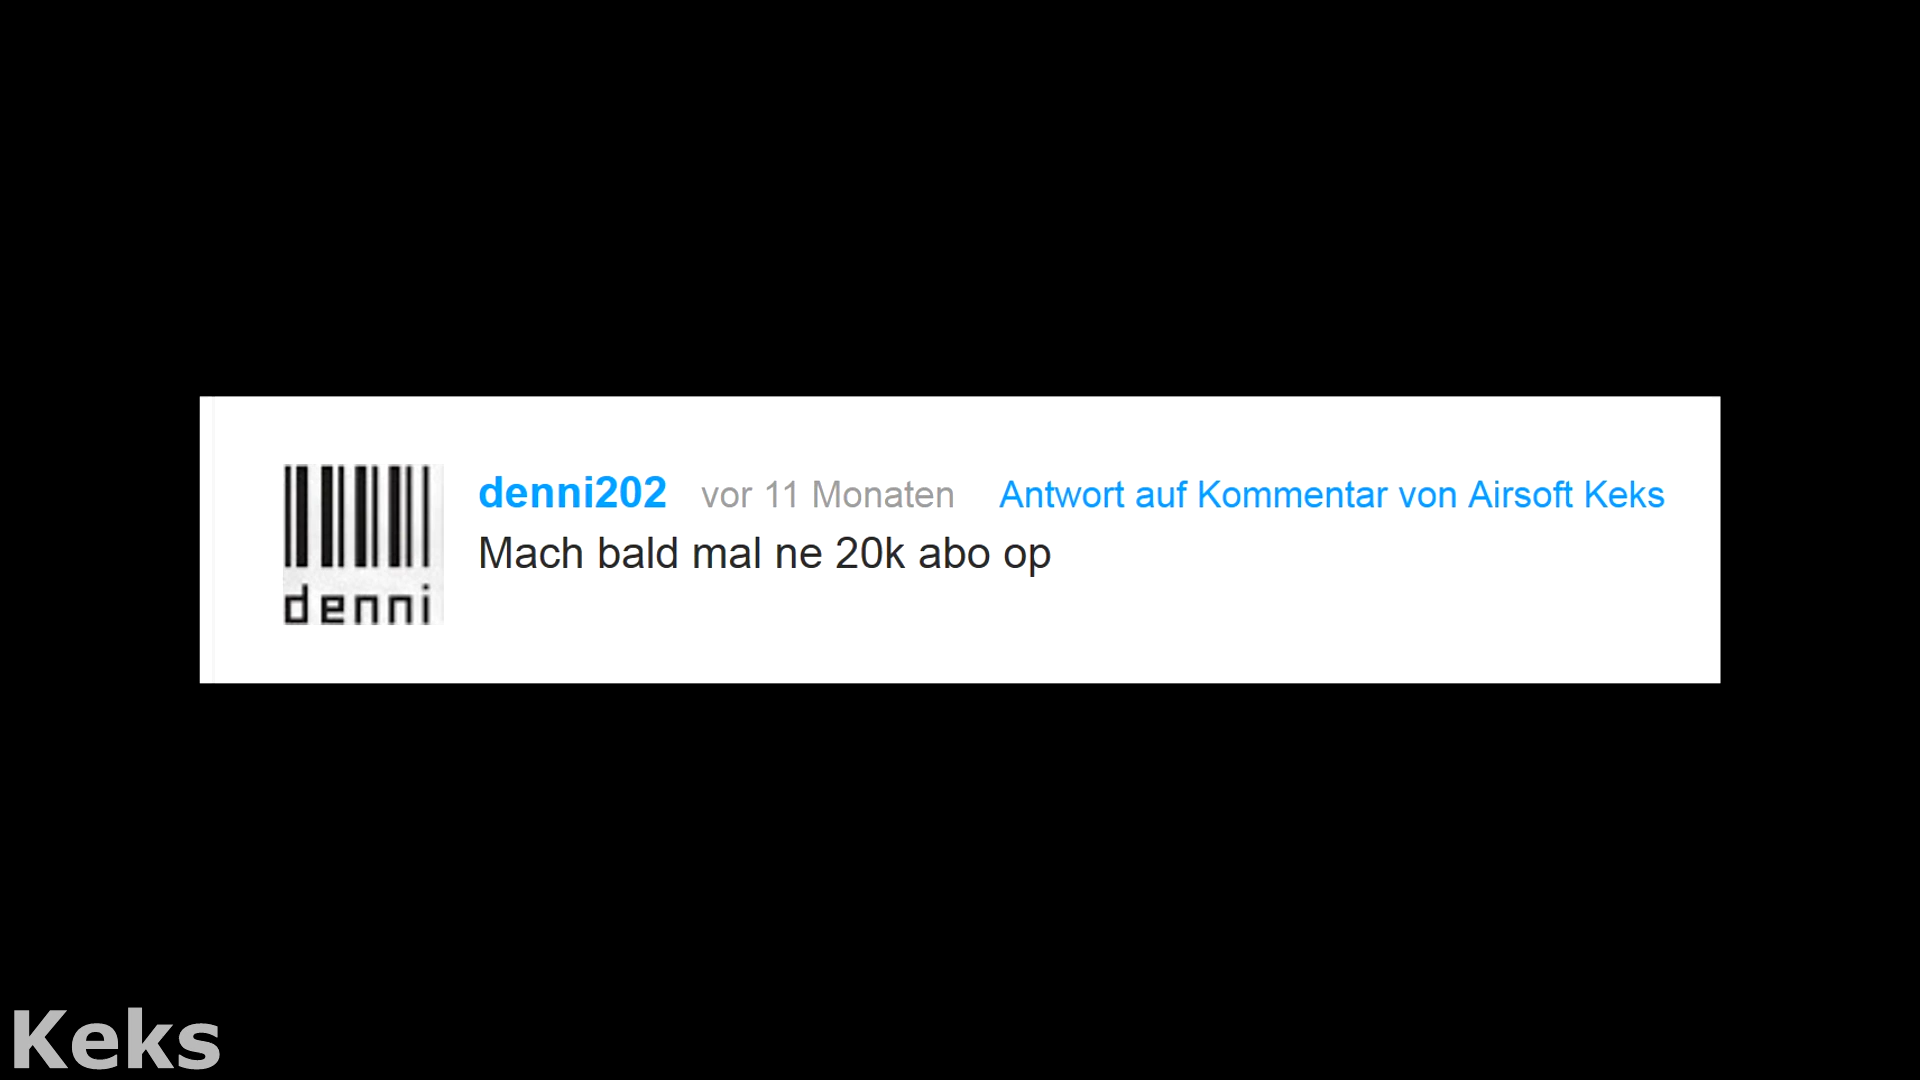 denni202 vor 11 Monaten Antwort auf Kommentar von Airsoft Keks
Mach bald mal ne 20k abo op
denni
Keks